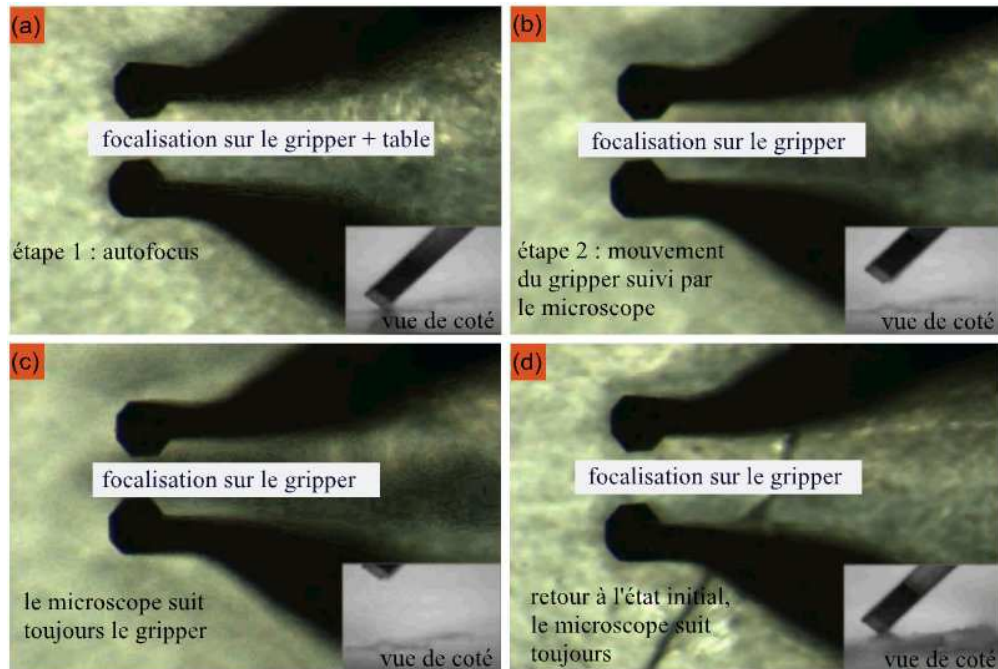 (a)
focalisation sur le gripper + table
étape 1 : autofocus
vue de coté
(b)
focalisation sur le gripper
étape 2 : mouvement
du gripper suivi par
le microscope
vue de coté
(c)
focalisation sur le gripper
le microscope suit
toujours le gripper
vue de coté
(d)
focalisation sur le gripper
retour à l'état initial,
le microscope suit
toujours
vue de coté